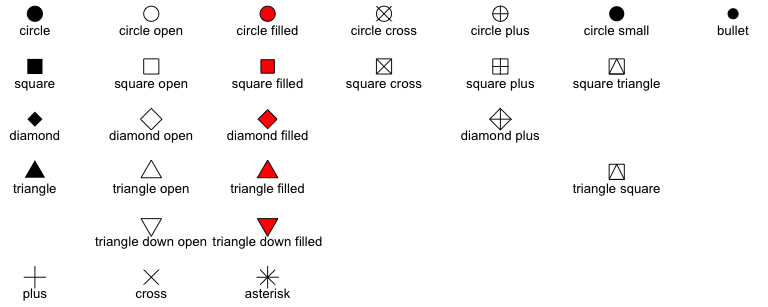 circle circle open circle filled circle cross circle plus circle small bullet
square square open square filled square cross square plus square triangle
diamond diamond open diamond filled diamond plus
triangle triangle open triangle filled triangle square
triangle down open triangle down filled
plus cross asterisk